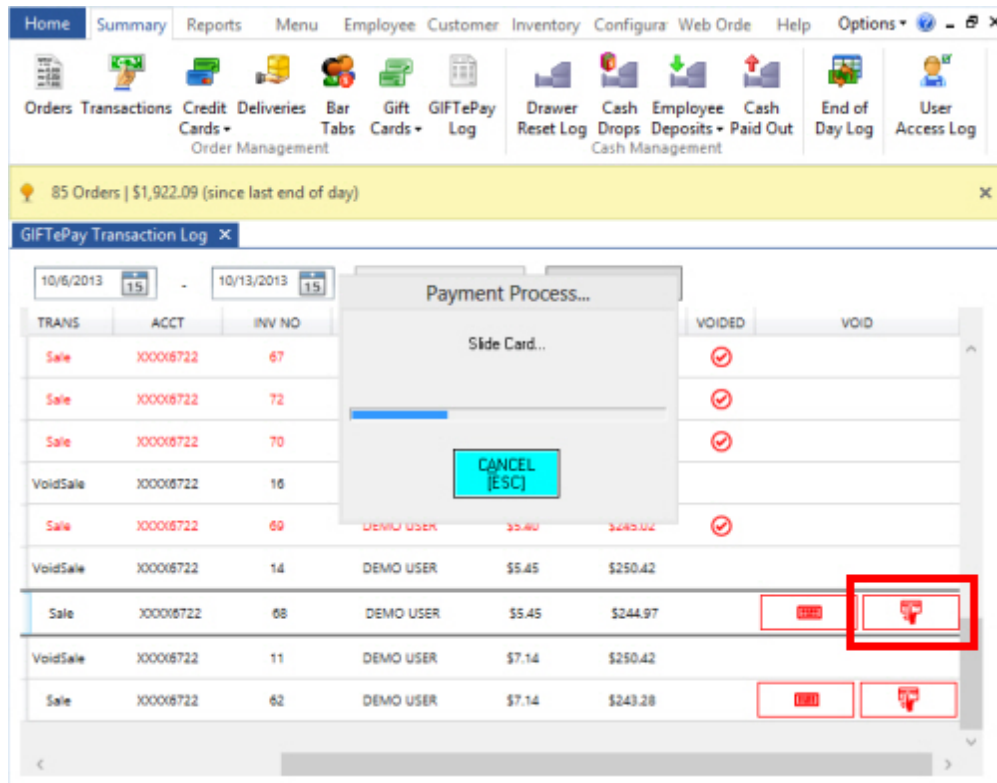 Home Summary Reports Menu Employee Customer Inventory Configura Web Orde Help Options
Orders Transactions Credit Cards Deliveries Bar Tabs Gift Cards GIFTePay Log Drawer Reset Log Cash Drops Employee Deposits Cash Paid Out End of Day Log User Access Log
Order Management Cash Management
85 Orders | $1,922.09 (since last end of day)
GIFTePay Transaction Log X
10/6/2013 15 - 10/13/2013 15
Payment Process...
Slide Card...
CANCEL
[ESC]
TRANS ACCT INV NO VOIDED VOID
Sale XXXX6722 67
Sale XXXX6722 72
Sale XXXX6722 70
VoidSale XXXX6722 16
Sale XXXX6722 69 DEMO USER $5.40 $245.02
VoidSale XXXX6722 14 DEMO USER $5.45 $250.42
Sale XXXX6722 68 DEMO USER $5.45 $244.97
VoidSale XXXX6722 11 DEMO USER $7.14 $250.42
Sale XXXX6722 62 DEMO USER $7.14 $243.28